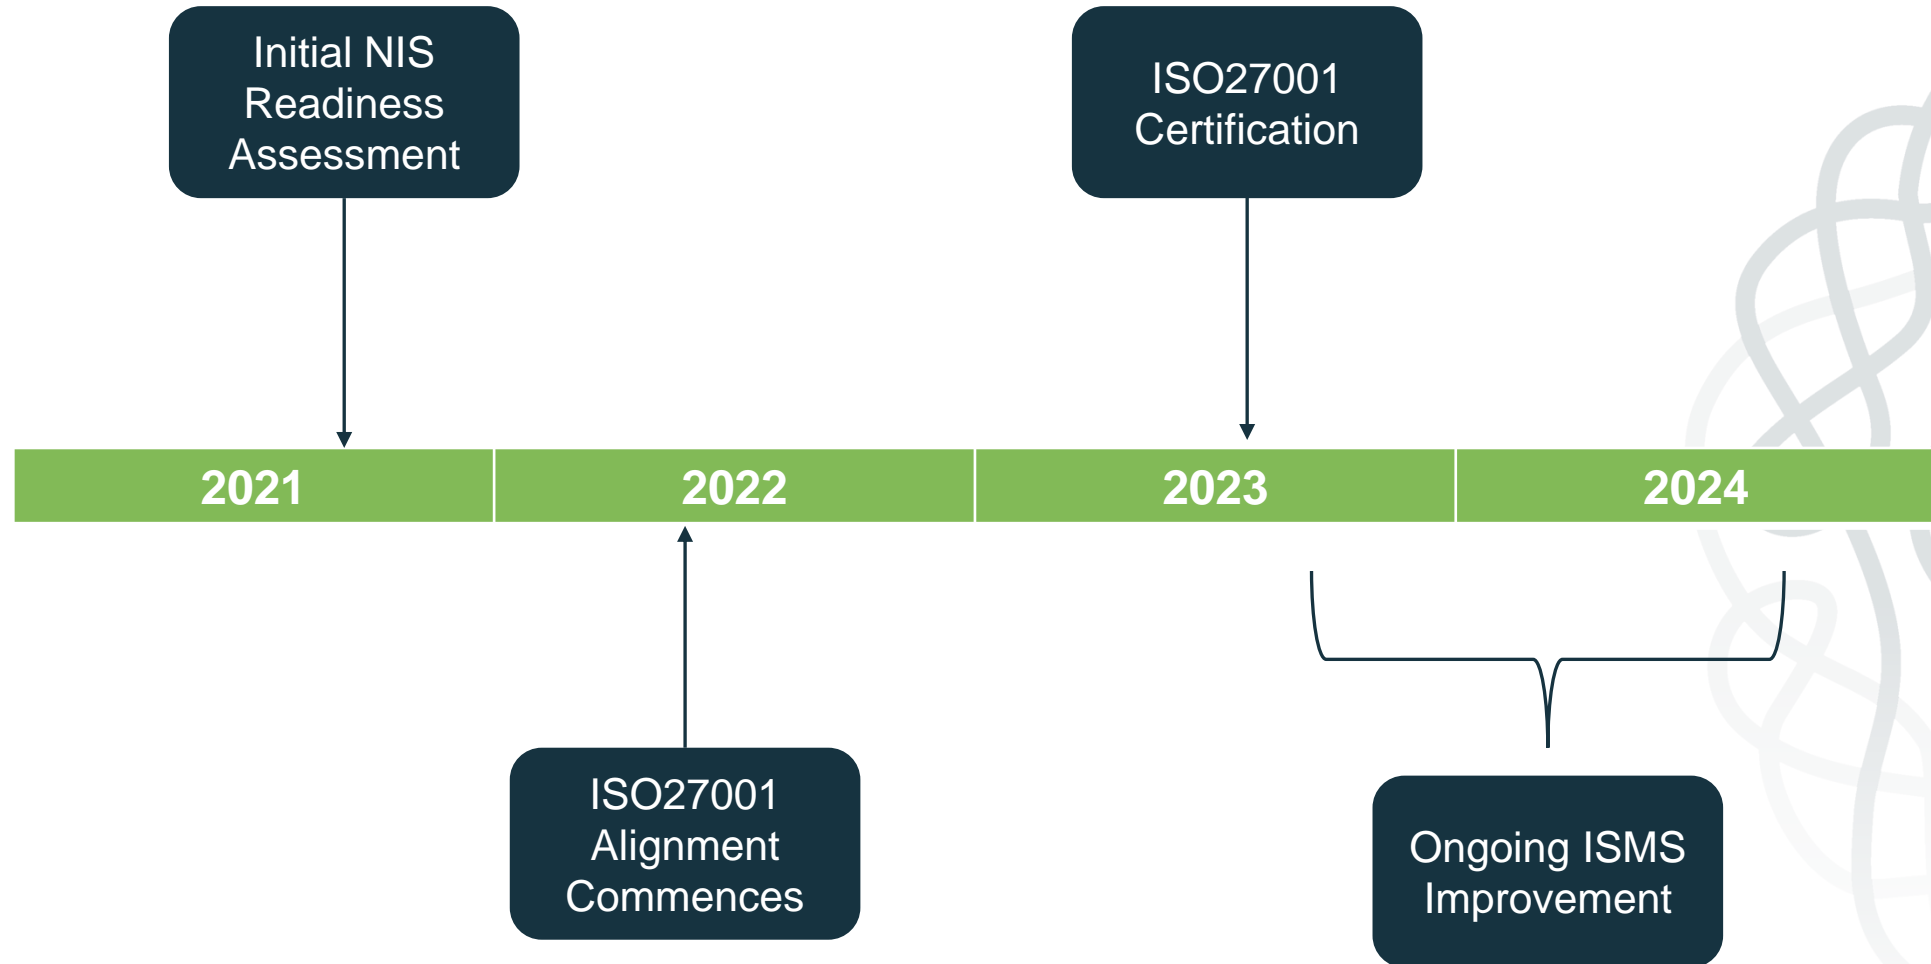 Initial NIS
Readiness
Assessment
ISO27001
Certification
2021
2022
2023
2024
ISO27001
Alignment
Commences
Ongoing ISMS
Improvement